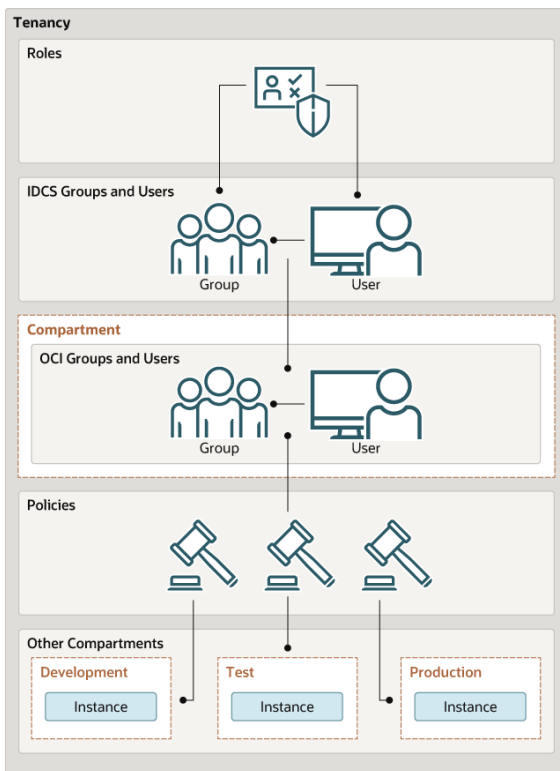 Tenancy
Roles
IDCS Groups and Users
Group
User
Compartment
OCI Groups and Users
Group
User
Policies
Other Compartments
Development
Test
Production
Instance
Instance
Instance